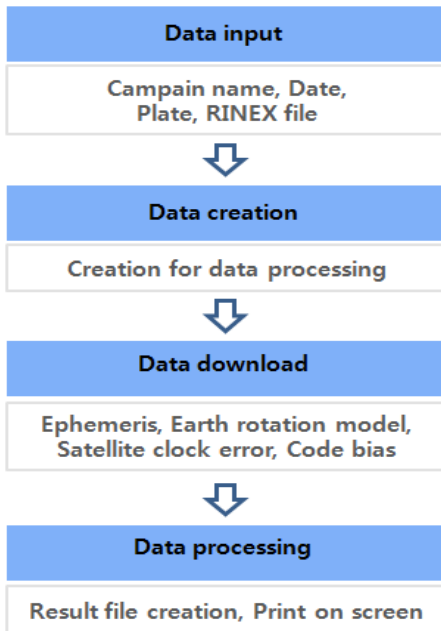 Data input
Campain name, Date,
Plate, RINEX file
Data creation
Creation for data processing
Data download
Ephemeris, Earth rotation model,
Satellite clock error, Code bias
Data processing
Result file creation, Print on screen